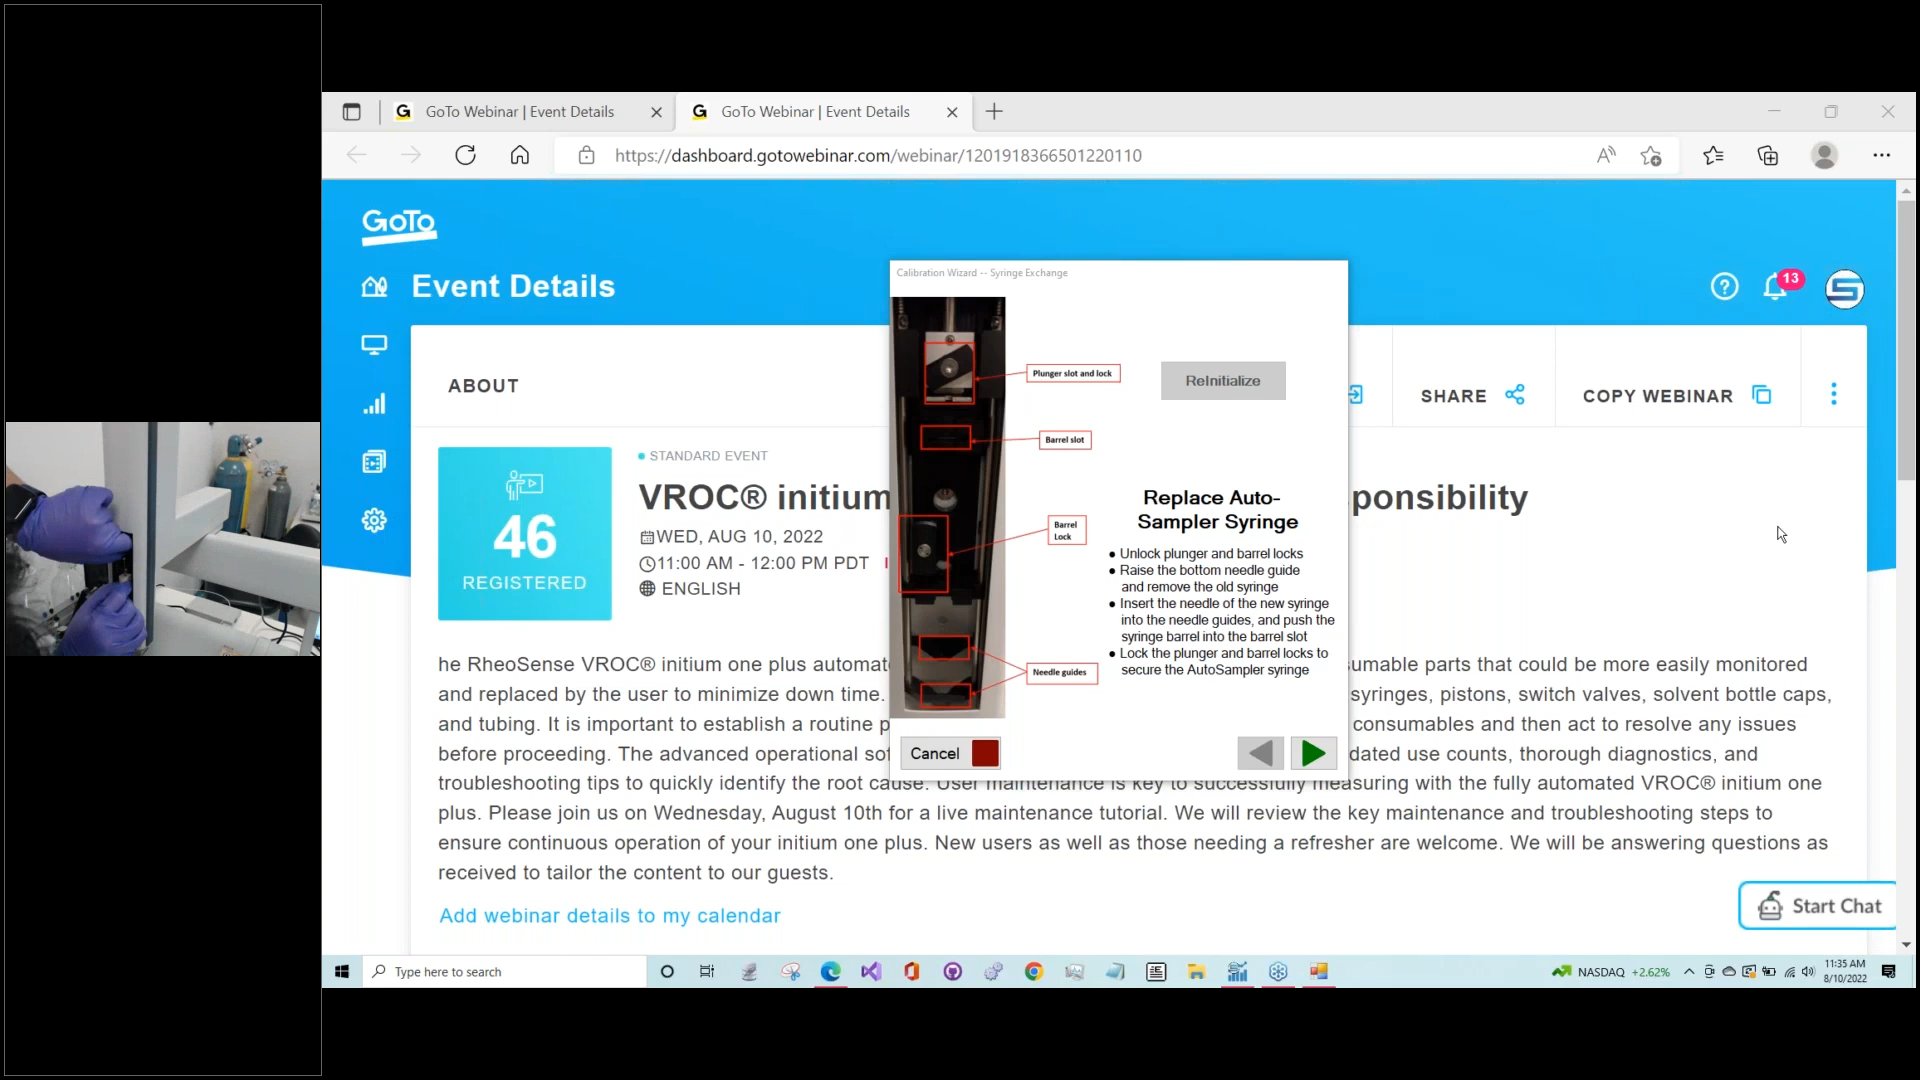 GoTo Webinar | Event Details
GoTo Webinar | Event Details
https://dashboard.gotowebinar.com/webinar/1201918366501220110
GoTo
Event Details
13
ABOUT
SHARE
COPY WEBINAR
46
REGISTERED
STANDARD EVENT
VROC® initium
ponsibility
WED, AUG 10, 2022
11:00 AM - 12:00 PM PDT
ENGLISH
he RheoSense VROC® initium one plus automate
sumable parts that could be more easily monitored
and replaced by the user to minimize down time.
syringes, pistons, switch valves, solvent bottle caps,
and tubing. It is important to establish a routine p
consumables and then act to resolve any issues
before proceeding. The advanced operational sof
dated use counts, thorough diagnostics, and
troubleshooting tips to quickly identify the root cause. User maintenance is key to successfully measuring with the fully automated VROC® initium one
plus. Please join us on Wednesday, August 10th for a live maintenance tutorial. We will review the key maintenance and troubleshooting steps to
ensure continuous operation of your initium one plus. New users as well as those needing a refresher are welcome. We will be answering questions as
received to tailor the content to our guests.
Add webinar details to my calendar
Calibration Wizard -- Syringe Exchange
Plunger slot and lock
Barrel slot
Barrel
Lock
Needle guides
ReInitialize
Replace Auto-
Sampler Syringe
● Unlock plunger and barrel locks
● Raise the bottom needle guide
and remove the old syringe
● Insert the needle of the new syringe
into the needle guides, and push the
syringe barrel into the barrel slot
● Lock the plunger and barrel locks to
secure the AutoSampler syringe
Cancel
Start Chat
Type here to search
NASDAQ +2.62%
11:35 AM
8/10/2022